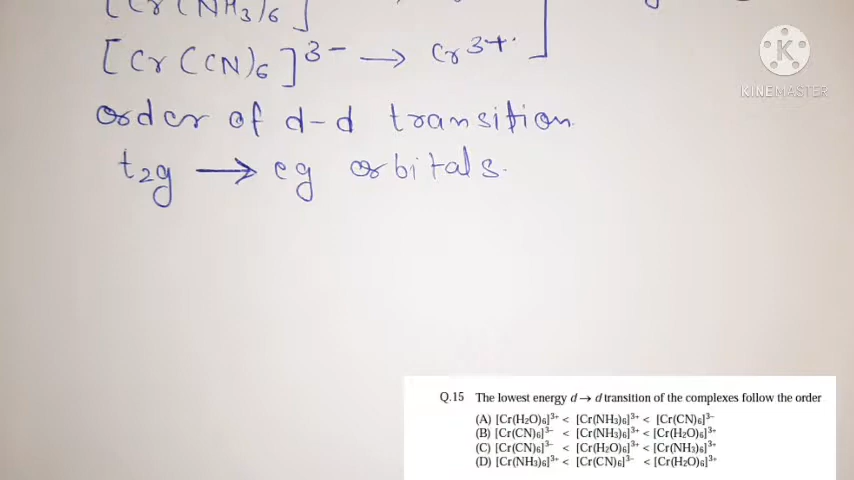 [Cr(NH3)6]
[Cr(CN)6]3- → Cr3+.
order of d-d transition
t2g → eg orbitals.
KINEMASTER
Q.15 The lowest energy d → d transition of the complexes follow the order
(A) [Cr(H2O)6]3+ < [Cr(NH3)6]3+ < [Cr(CN)6]3-
(B) [Cr(CN)6]3- < [Cr(NH3)6]3+ < [Cr(H2O)6]3+
(C) [Cr(CN)6]3- < [Cr(H2O)6]3+ < [Cr(NH3)6]3+
(D) [Cr(NH3)6]3+ < [Cr(CN)6]3- < [Cr(H2O)6]3+